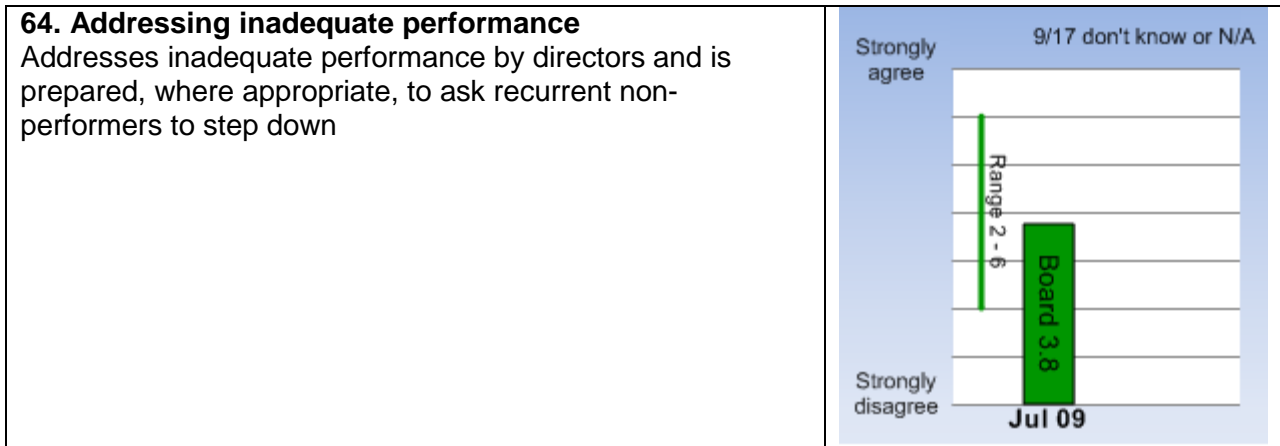 64. Addressing inadequate performance
Addresses inadequate performance by directors and is
prepared, where appropriate, to ask recurrent non-
performers to step down
9/17 don't know or N/A
Strongly
agree
Range 2 - 6
Board 3.8
Strongly
disagree
Jul 09